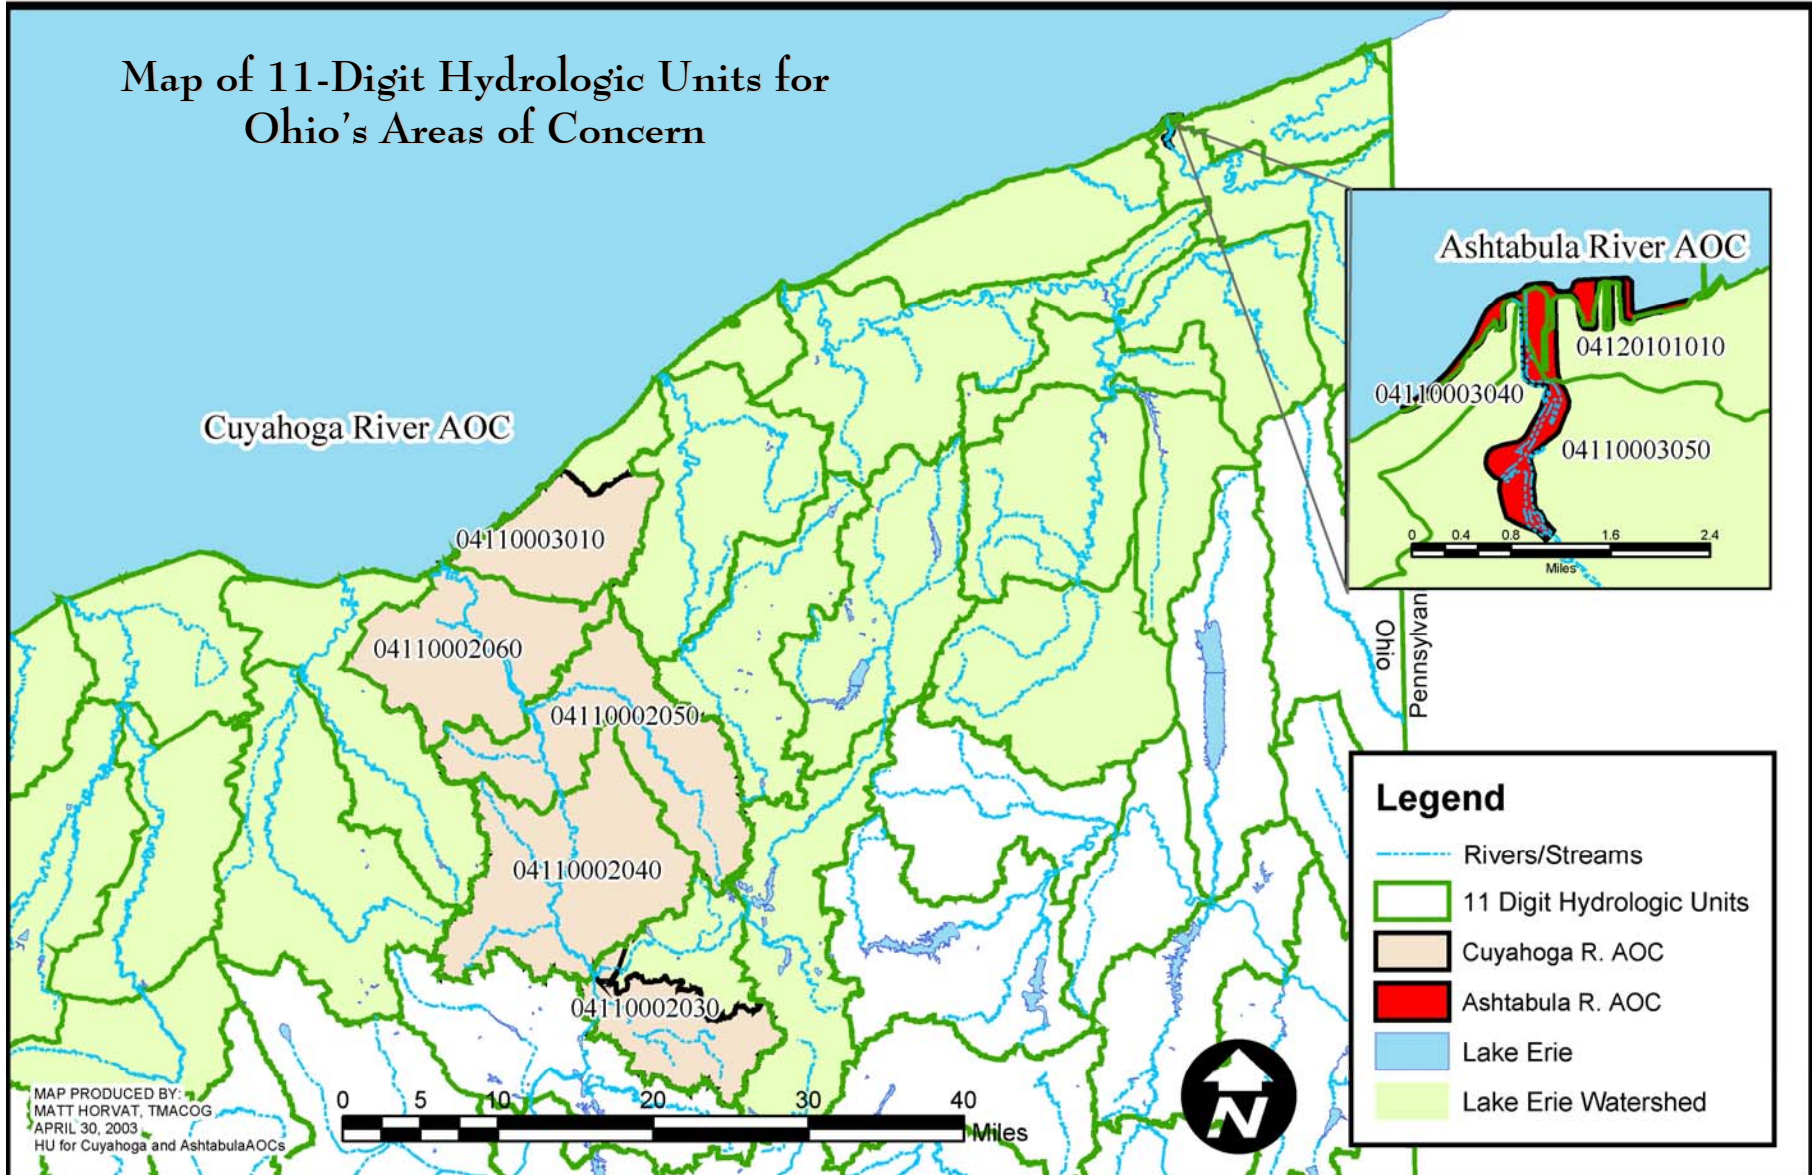 Map of 11-Digit Hydrologic Units for
Ohio's Areas of Concern
Cuyahoga River AOC
04110003010
04110002060
04110002050
04110002040
04110002030
Ashtabula River AOC
04120101010
04110003040
04110003050
0 0.4 0.8 1.6 2.4
Miles
Ohio
Pennsylvan
Legend
Rivers/Streams
11 Digit Hydrologic Units
Cuyahoga R. AOC
Ashtabula R. AOC
Lake Erie
Lake Erie Watershed
N
0 5 10 20 30 40
Miles
MAP PRODUCED BY:
MATT HORVAT, TMACOG
APRIL 30, 2003
HU for Cuyahoga and AshtabulaAOCs